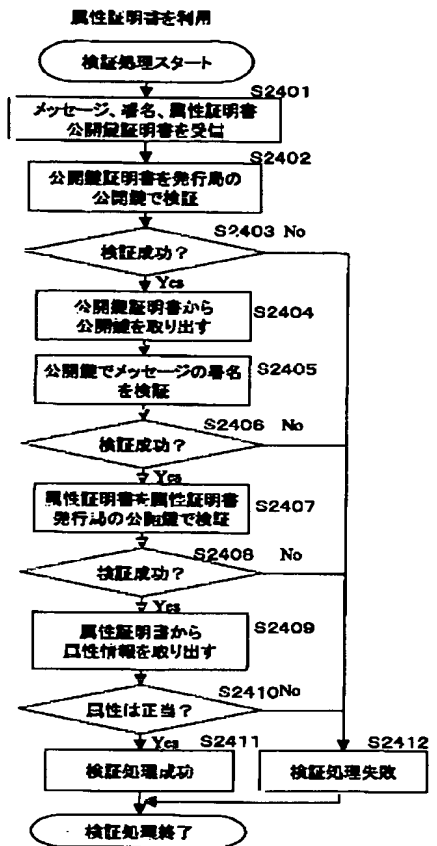 属性証明書を利用
検証処理スタート
S2401
メッセージ、署名、属性証明書
公開鍵証明書を受信
S2402
公開鍵証明書を発行局の
公開鍵で検証
S2403 No
検証成功?
Yes
公開鍵証明書から
公開鍵を取り出す
S2404
公開鍵でメッセージの署名
を検証
S2405
S2406 No
検証成功?
Yes
属性証明書を属性証明書
発行局の公開鍵で検証
S2407
S2408 No
検証成功?
Yes
属性証明書から
属性情報を取り出す
S2409
S2410 No
属性は正当?
Yes
S2411
検証処理成功
S2412
検証処理失敗
検証処理終了